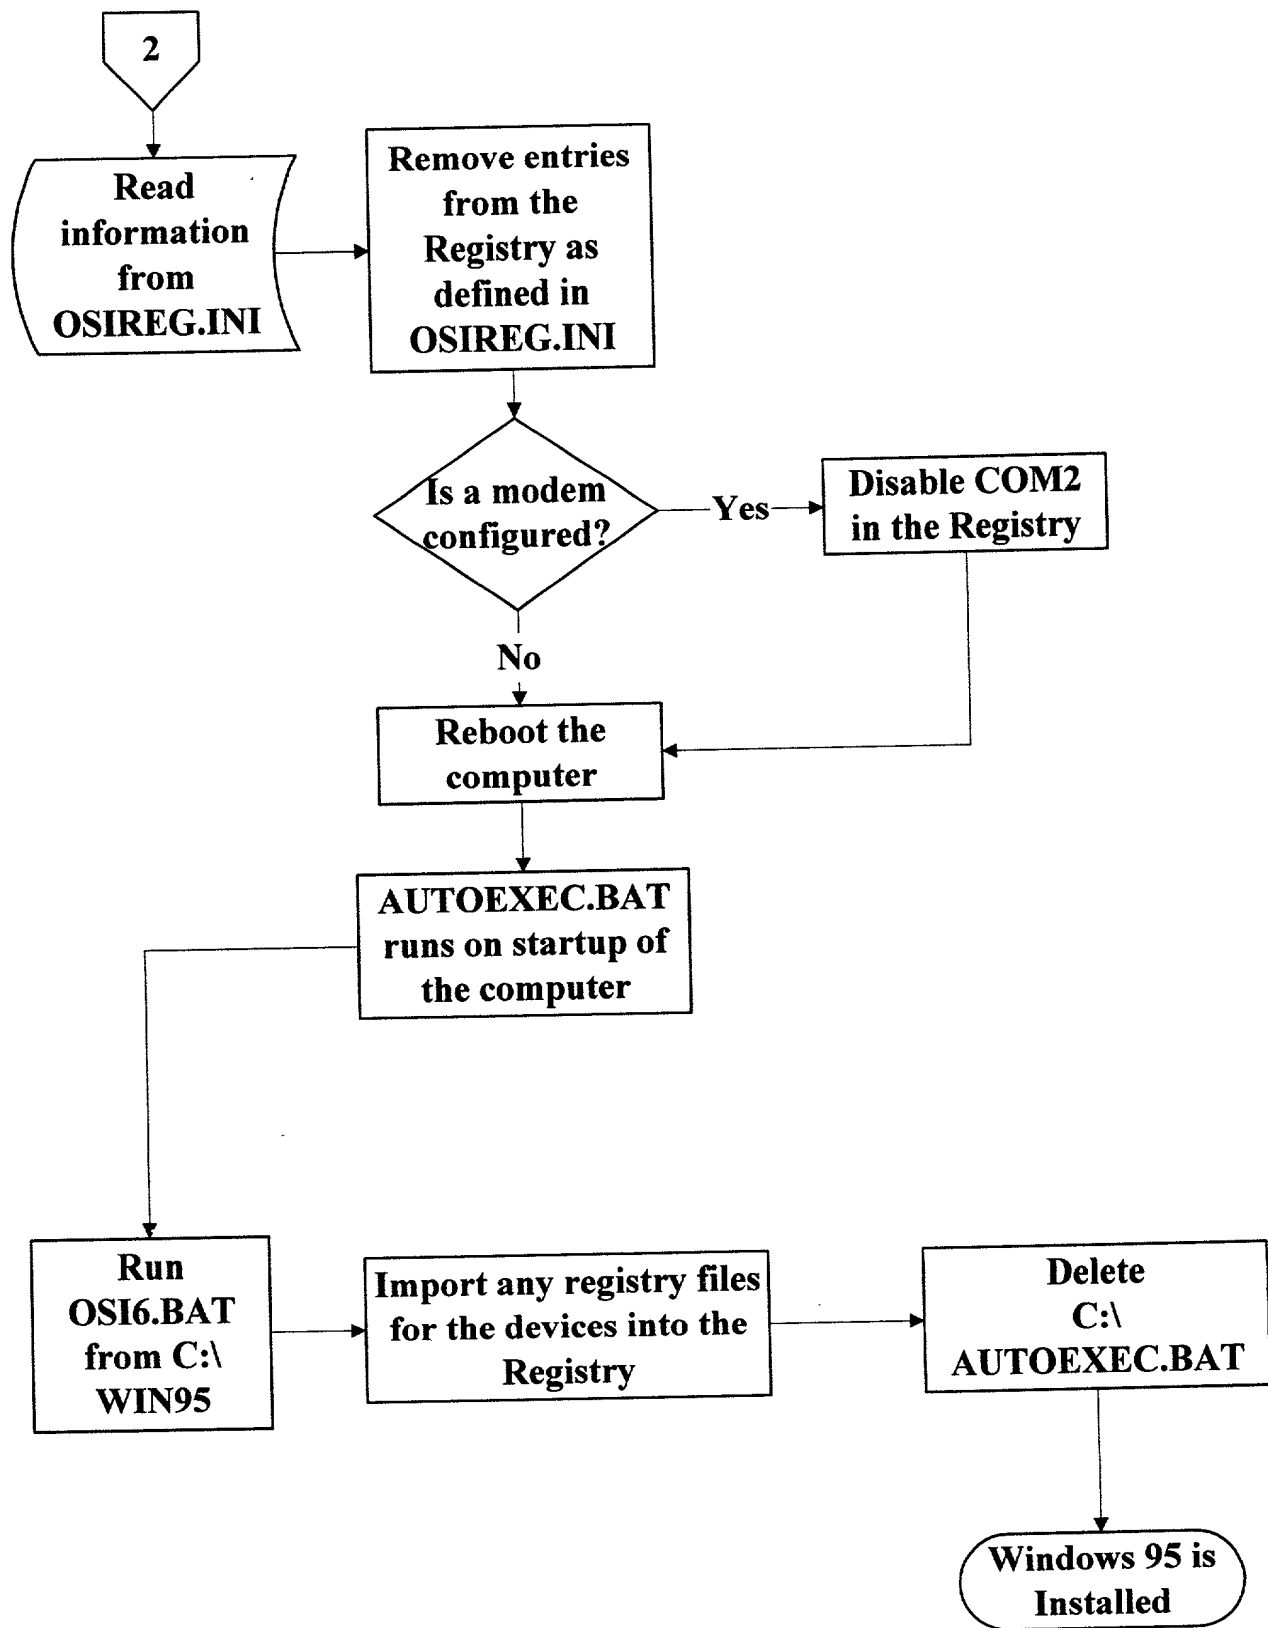 2
Read
information
from
OSIREG.INI
Remove entries
from the
Registry as
defined in
OSIREG.INI
Is a modem
configured?
Yes
Disable COM2
in the Registry
No
Reboot the
computer
AUTOEXEC.BAT
runs on startup of
the computer
Run
OSI6.BAT
from C:\
WIN95
Import any registry files
for the devices into the
Registry
Delete
C:\
AUTOEXEC.BAT
Windows 95 is
Installed